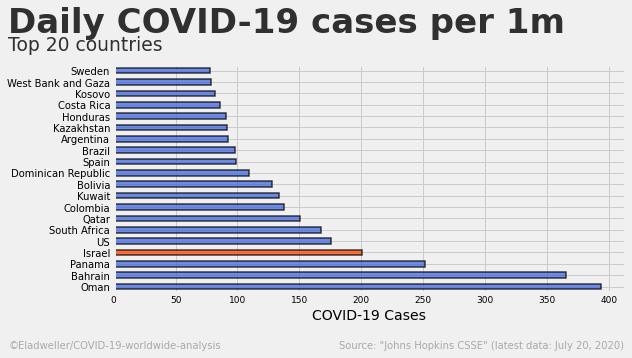 Daily COVID-19 cases per 1m
Top 20 countries
Sweden
West Bank and Gaza
Kosovo
Costa Rica
Honduras
Kazakhstan
Argentina
Brazil
Spain
Dominican Republic
Bolivia
Kuwait
Colombia
Qatar
South Africa
US
Israel
Panama
Bahrain
Oman
0 50 100 150 200 250 300 350 400
COVID-19 Cases
©Eladweller/COVID-19-worldwide-analysis Source: "Johns Hopkins CSSE" (latest data: July 20, 2020)